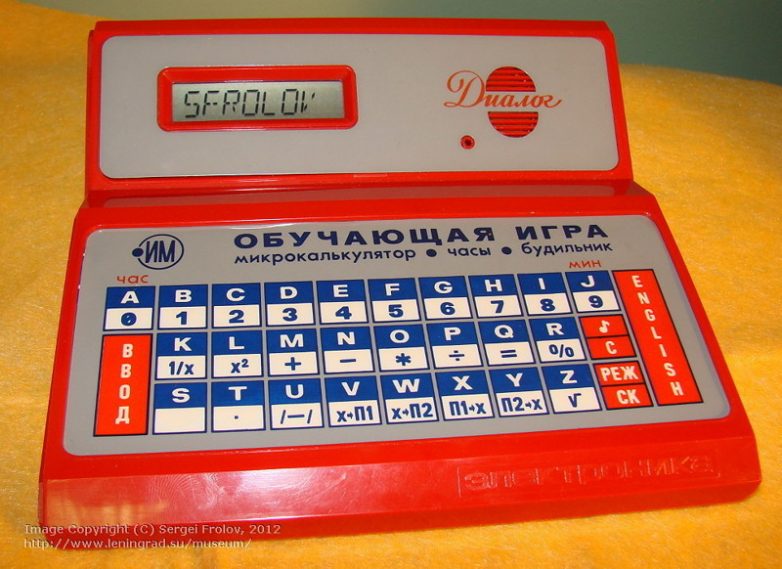 SFROLOV
Диалог
ИМ
ОБУЧАЮЩАЯ ИГРА
микрокалькулятор • часы • будильник
час
мин
A B C D E F G H I J
0 1 2 3 4 5 6 7 8 9
ВВОД
K L M N O P Q R
1/x x² + − * ÷ = %
S T U V W X Y Z
. /—/ x→П1 x→П2 П1→x П2→x √
♪
C
РЕЖ
СК
ENGLISH
электроника
Image Copyright (C) Sergei Frolov, 2012
http://www.leningrad.su/museum/